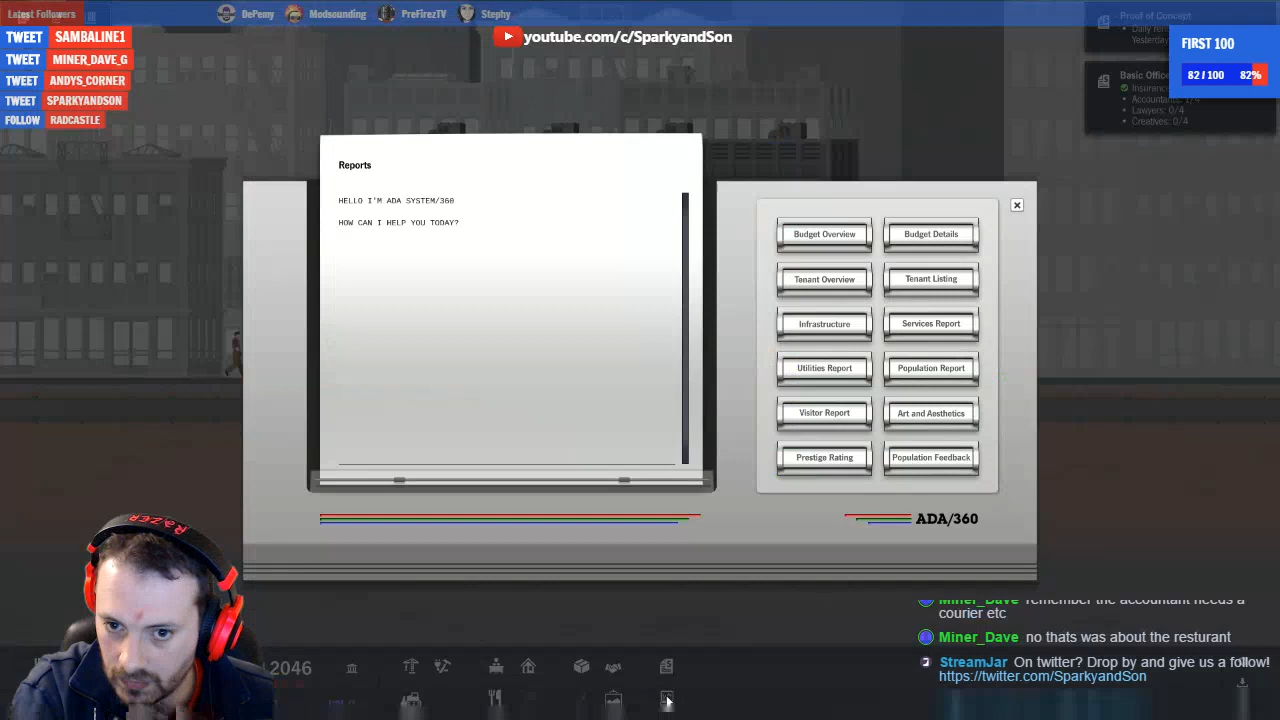 Latest Followers
DePemy
Modsounding
PreFirezTV
Stephy
TWEET SAMBALINE1
TWEET MINER_DAVE_G
TWEET ANDYS_CORNER
TWEET SPARKYANDSON
FOLLOW RADCASTLE
youtube.com/c/SparkyandSon
Proof of Concept
FIRST 100
82 / 100 82%
Accountants: 1/4
Lawyers: 0/4
Creatives: 0/4
Reports
HELLO I'M ADA SYSTEM/360
HOW CAN I HELP YOU TODAY?
Budget Overview
Budget Details
Tenant Overview
Tenant Listing
Infrastructure
Services Report
Utilities Report
Population Report
Visitor Report
Art and Aesthetics
Prestige Rating
Population Feedback
ADA/360
RAZER
Miner_Dave remember the accountant needs a
courier etc
Miner_Dave no thats was about the resturant
StreamJar On twitter? Drop by and give us a follow!
https://twitter.com/SparkyandSon
2046